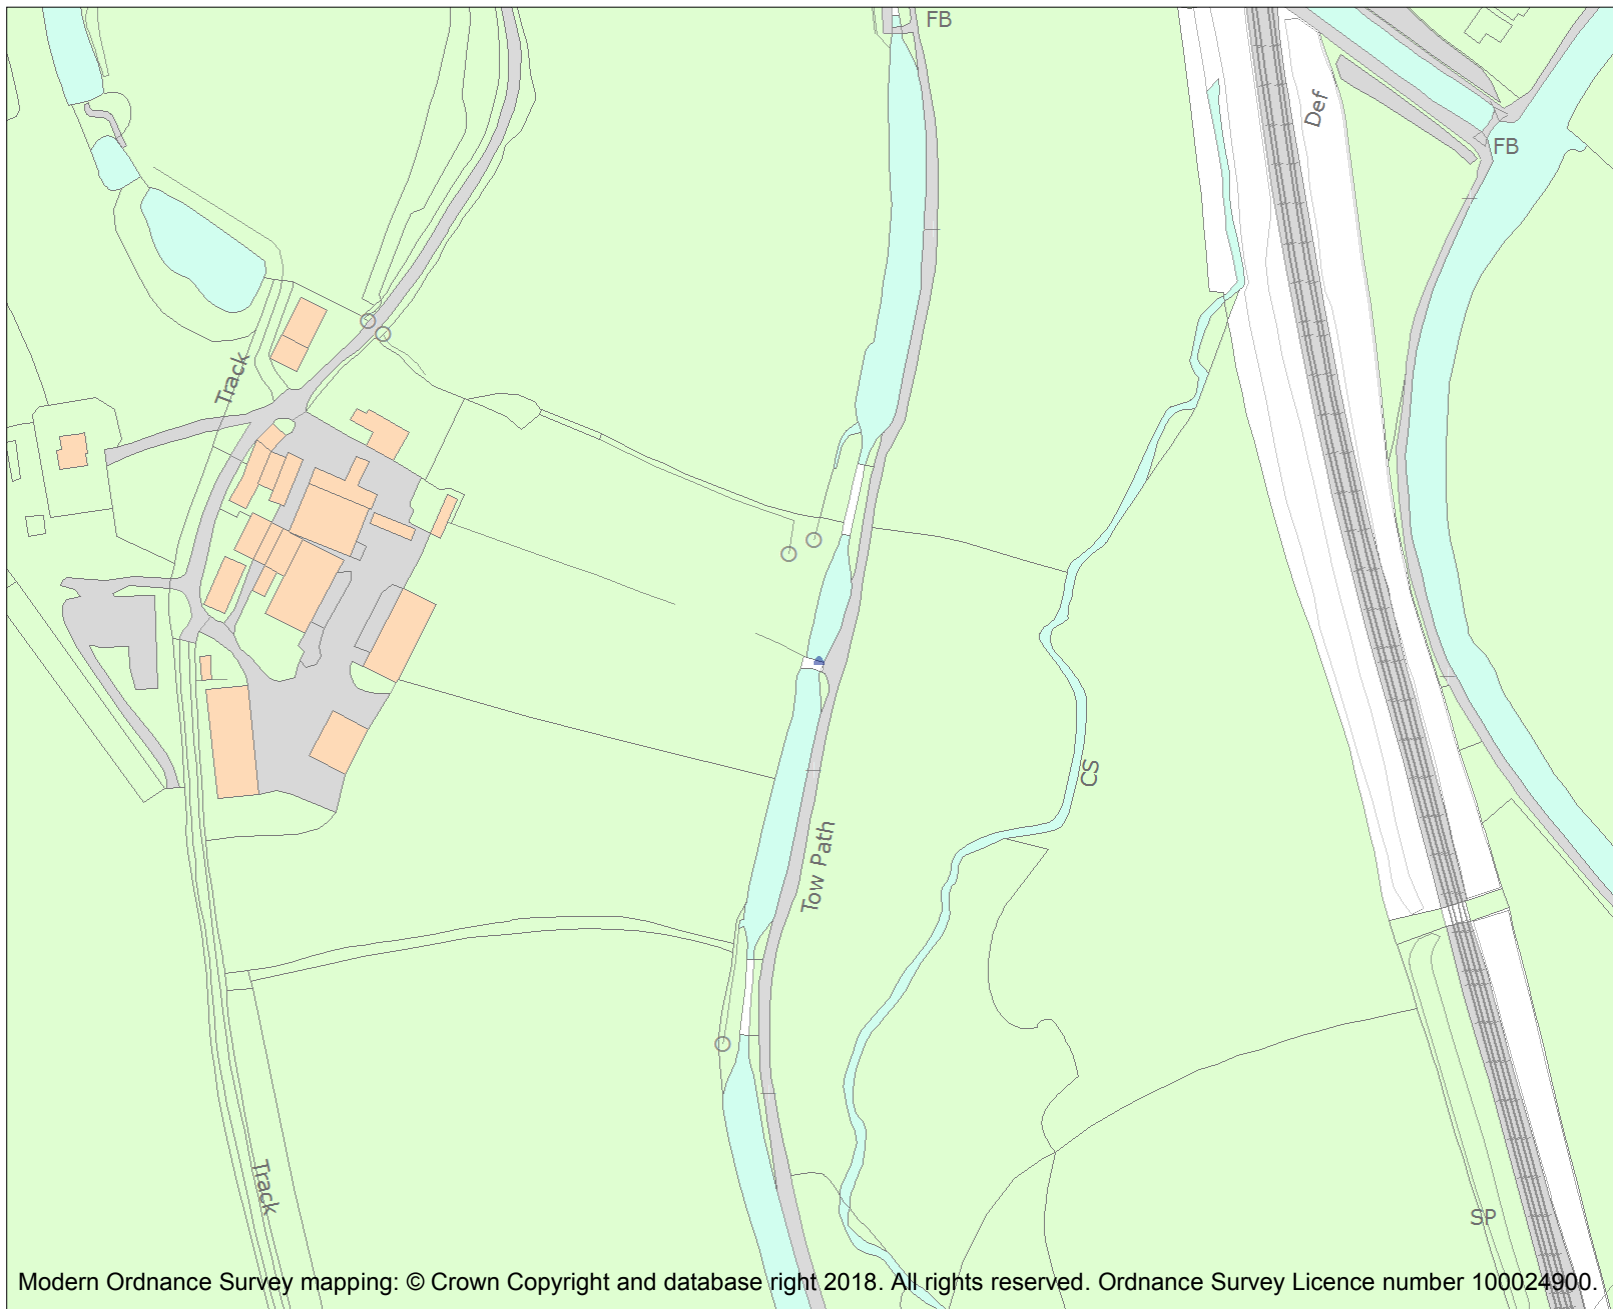 FB
Def
FB
Track
CS
Tow Path
Track
SP
Modern Ordnance Survey mapping: © Crown Copyright and database right 2018. All rights reserved. Ordnance Survey Licence number 100024900.